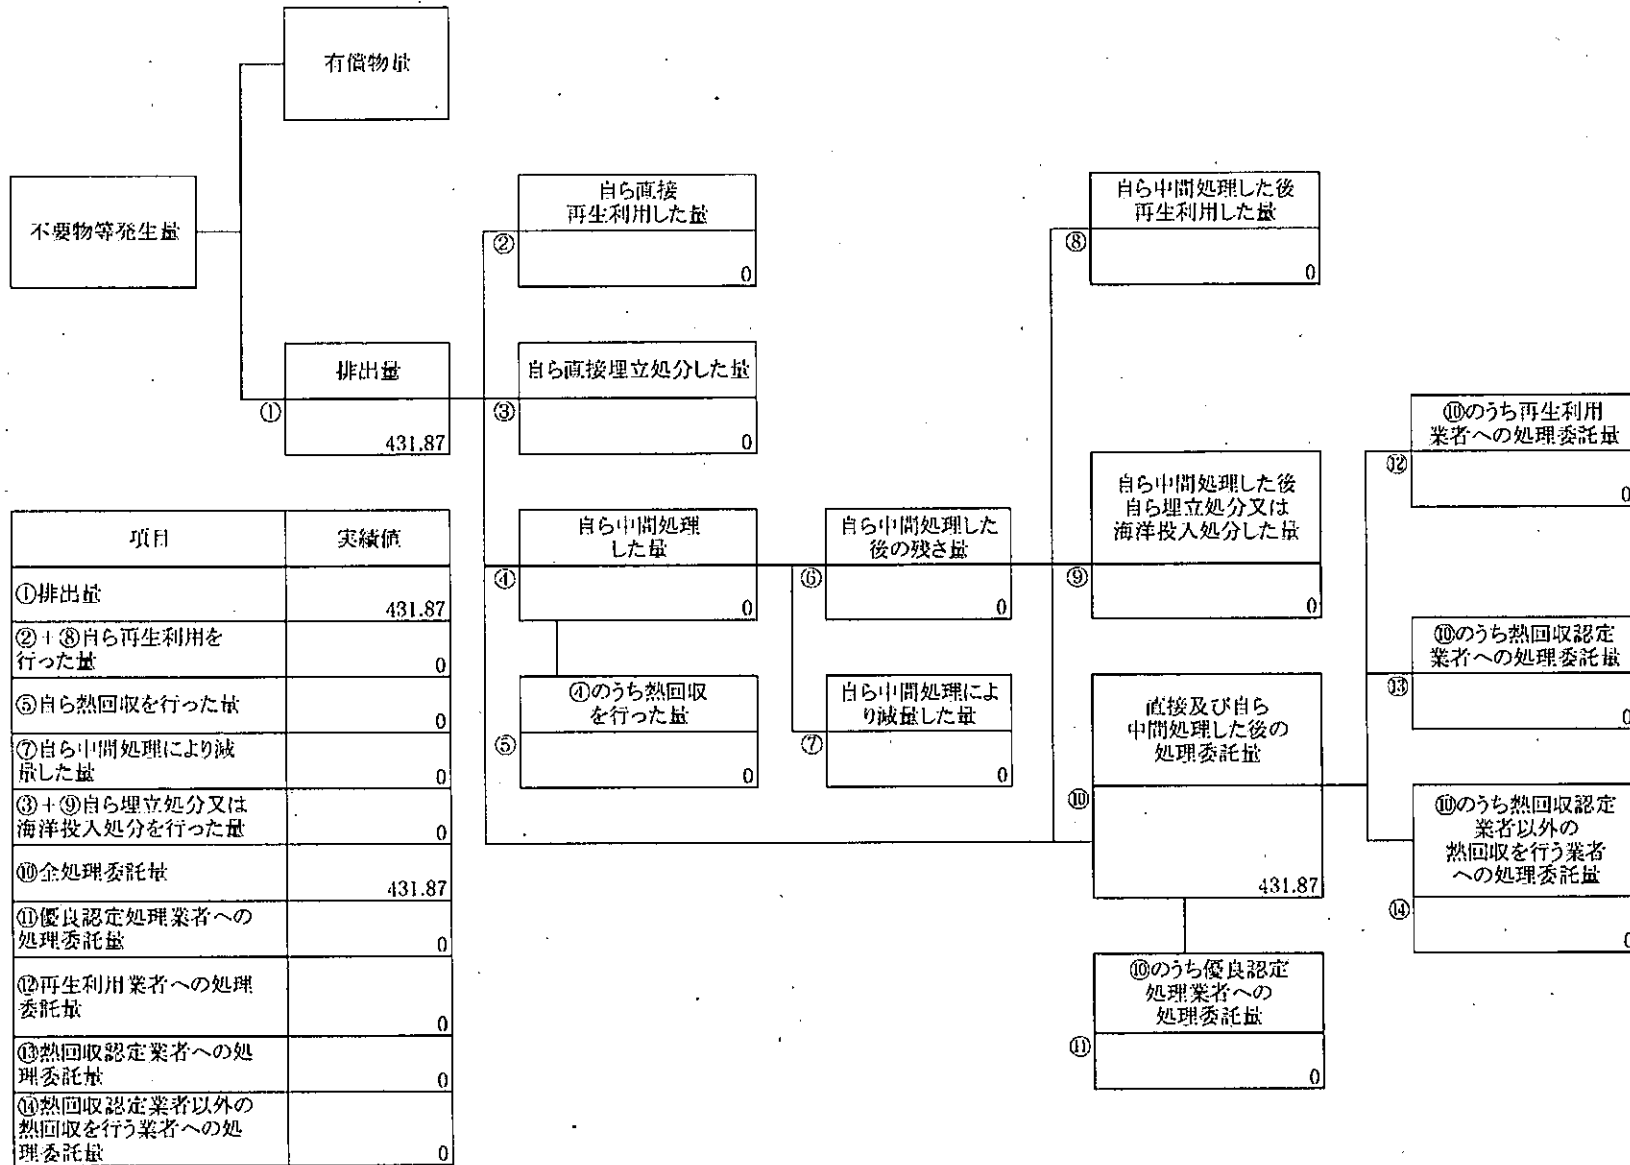 有償物量
不要物等発生量
排出量
①
431.87
自ら直接
再生利用した量
②
0
自ら直接埋立処分した量
③
0
自ら中間処理
した量
④
0
④のうち熱回収
を行った量
⑤
0
自ら中間処理した
後の残さ量
⑥
0
自ら中間処理によ
り減量した量
⑦
0
自ら中間処理した後
再生利用した量
⑧
0
自ら中間処理した後
自ら埋立処分又は
海洋投入処分した量
⑨
0
直接及び自ら
中間処理した後の
処理委託量
⑩
431.87
⑩のうち優良認定
処理業者への
処理委託量
⑪
0
⑩のうち再生利用
業者への処理委託量
⑫
0
⑩のうち熱回収認定
業者への処理委託量
⑬
0
⑩のうち熱回収認定
業者以外の
熱回収を行う業者
への処理委託量
⑭
0
項目 実績値
①排出量
431.87
②+⑧自ら再生利用を
行った量 0
⑤自ら熱回収を行った量
0
⑦自ら中間処理により減
量した量 0
③+⑨自ら埋立処分又は
海洋投入処分を行った量 0
⑩全処理委託量
431.87
⑪優良認定処理業者への
処理委託量 0
⑫再生利用業者への処理
委託量
0
⑬熱回収認定業者への処
理委託量 0
⑭熱回収認定業者以外の
熱回収を行う業者への処
理委託量 0